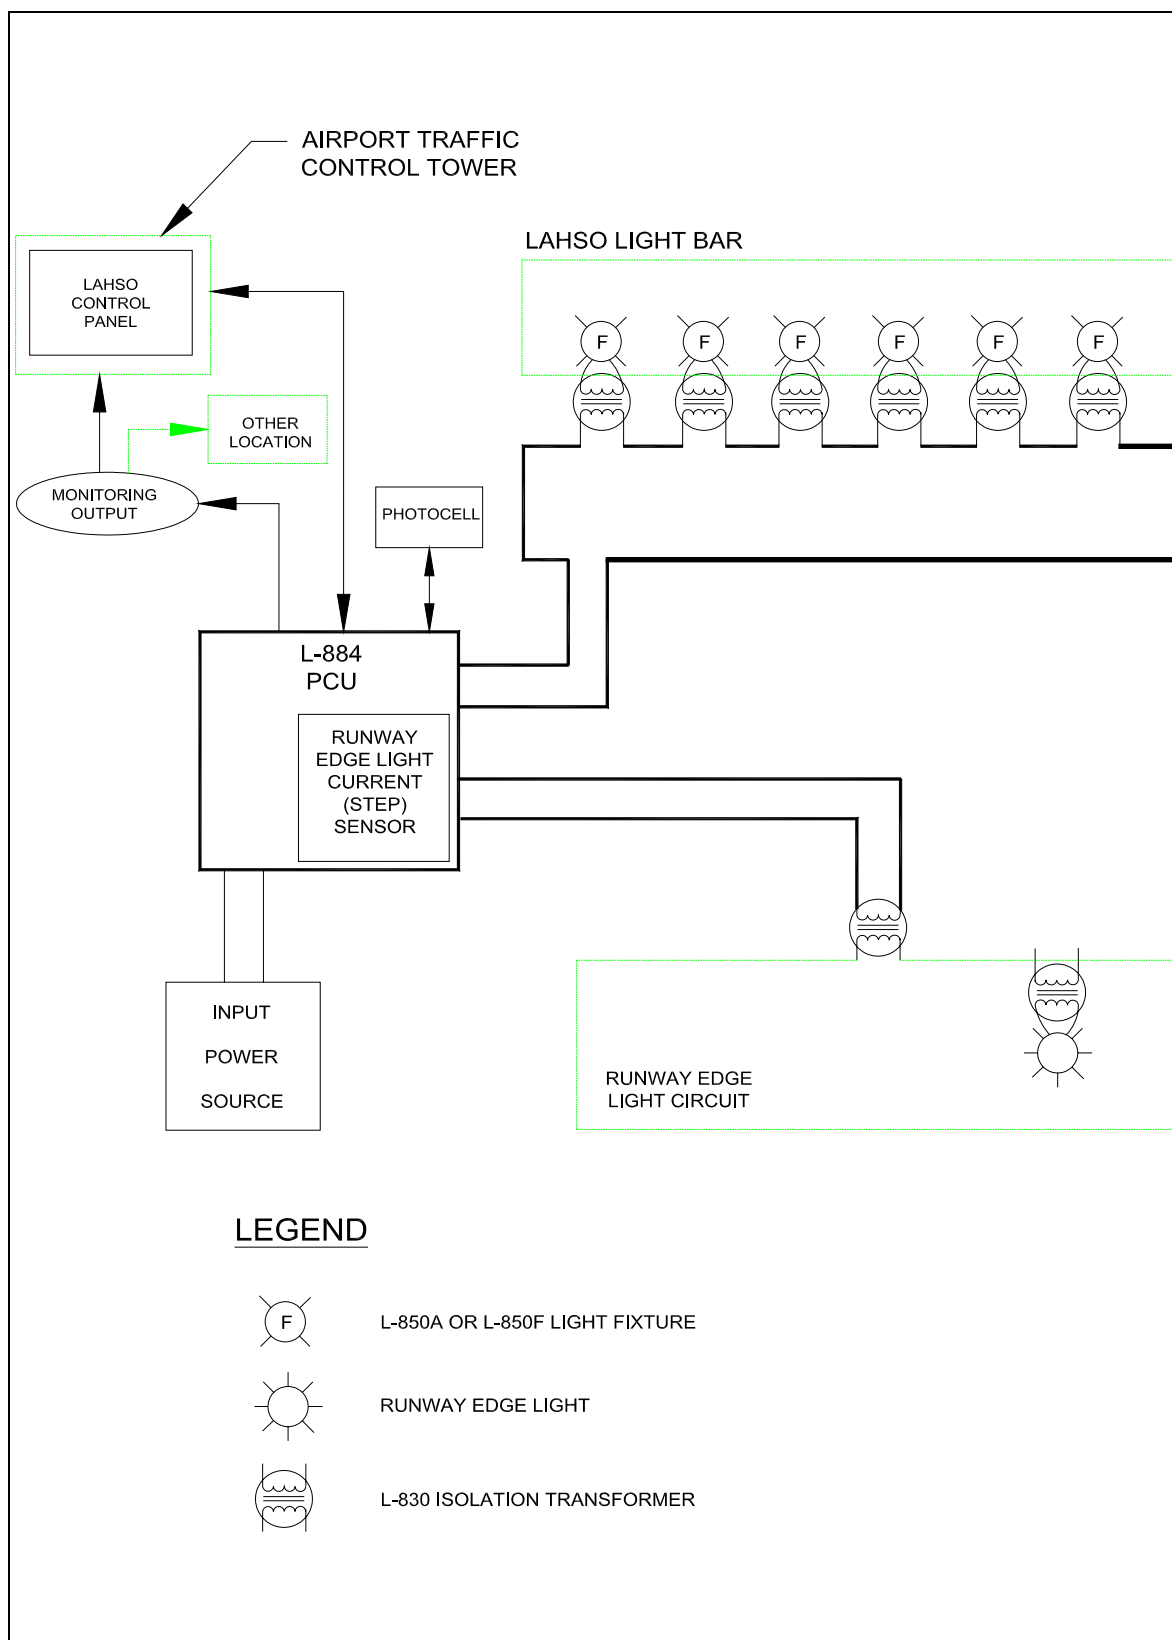 AIRPORT TRAFFIC
CONTROL TOWER
LAHSO LIGHT BAR
LAHSO
CONTROL
PANEL
F F F F F F
OTHER
LOCATION
MONITORING
OUTPUT
PHOTOCELL
L-884
PCU
RUNWAY
EDGE LIGHT
CURRENT
(STEP)
SENSOR
INPUT
POWER
SOURCE
RUNWAY EDGE
LIGHT CIRCUIT
LEGEND
F L-850A OR L-850F LIGHT FIXTURE
RUNWAY EDGE LIGHT
L-830 ISOLATION TRANSFORMER